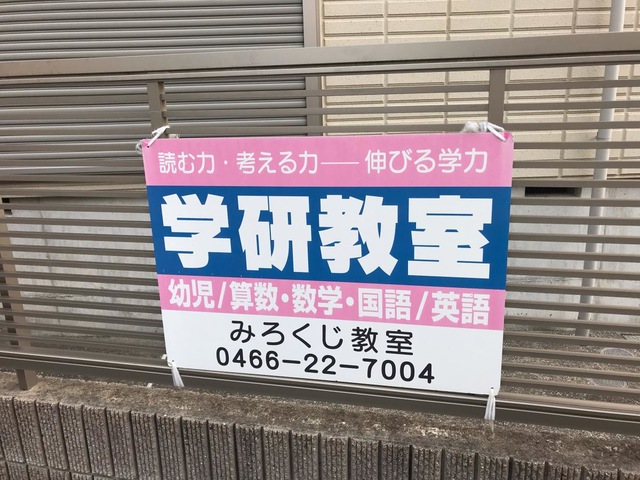 読む力・考える力──伸びる学力
学研教室
幼児/算数・数学・国語/英語
みろくじ教室
0466-22-7004